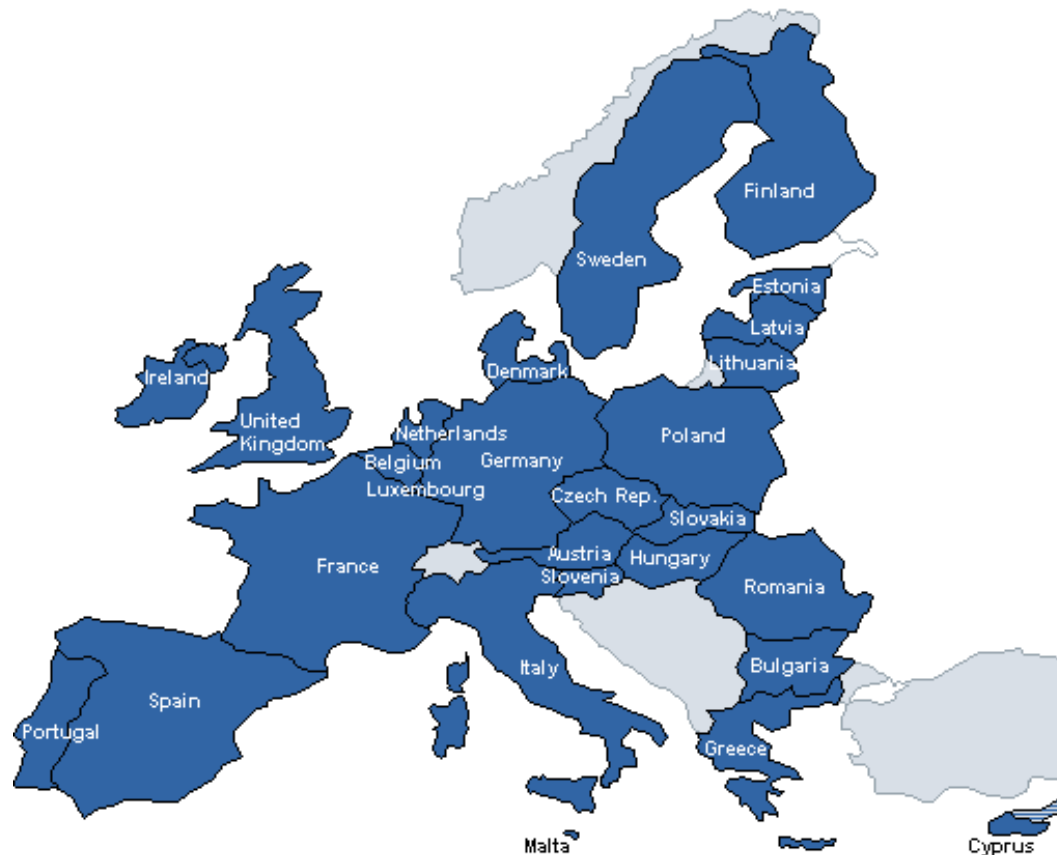 Finland
Sweden
Estonia
Latvia
Lithuania
Denmark
Ireland
United
Kingdom
Netherlands
Poland
Belgium
Germany
Luxembourg
Czech Rep.
Slovakia
Austria
Hungary
France
Slovenia
Romania
Italy
Bulgaria
Spain
Portugal
Greece
Malta
Cyprus